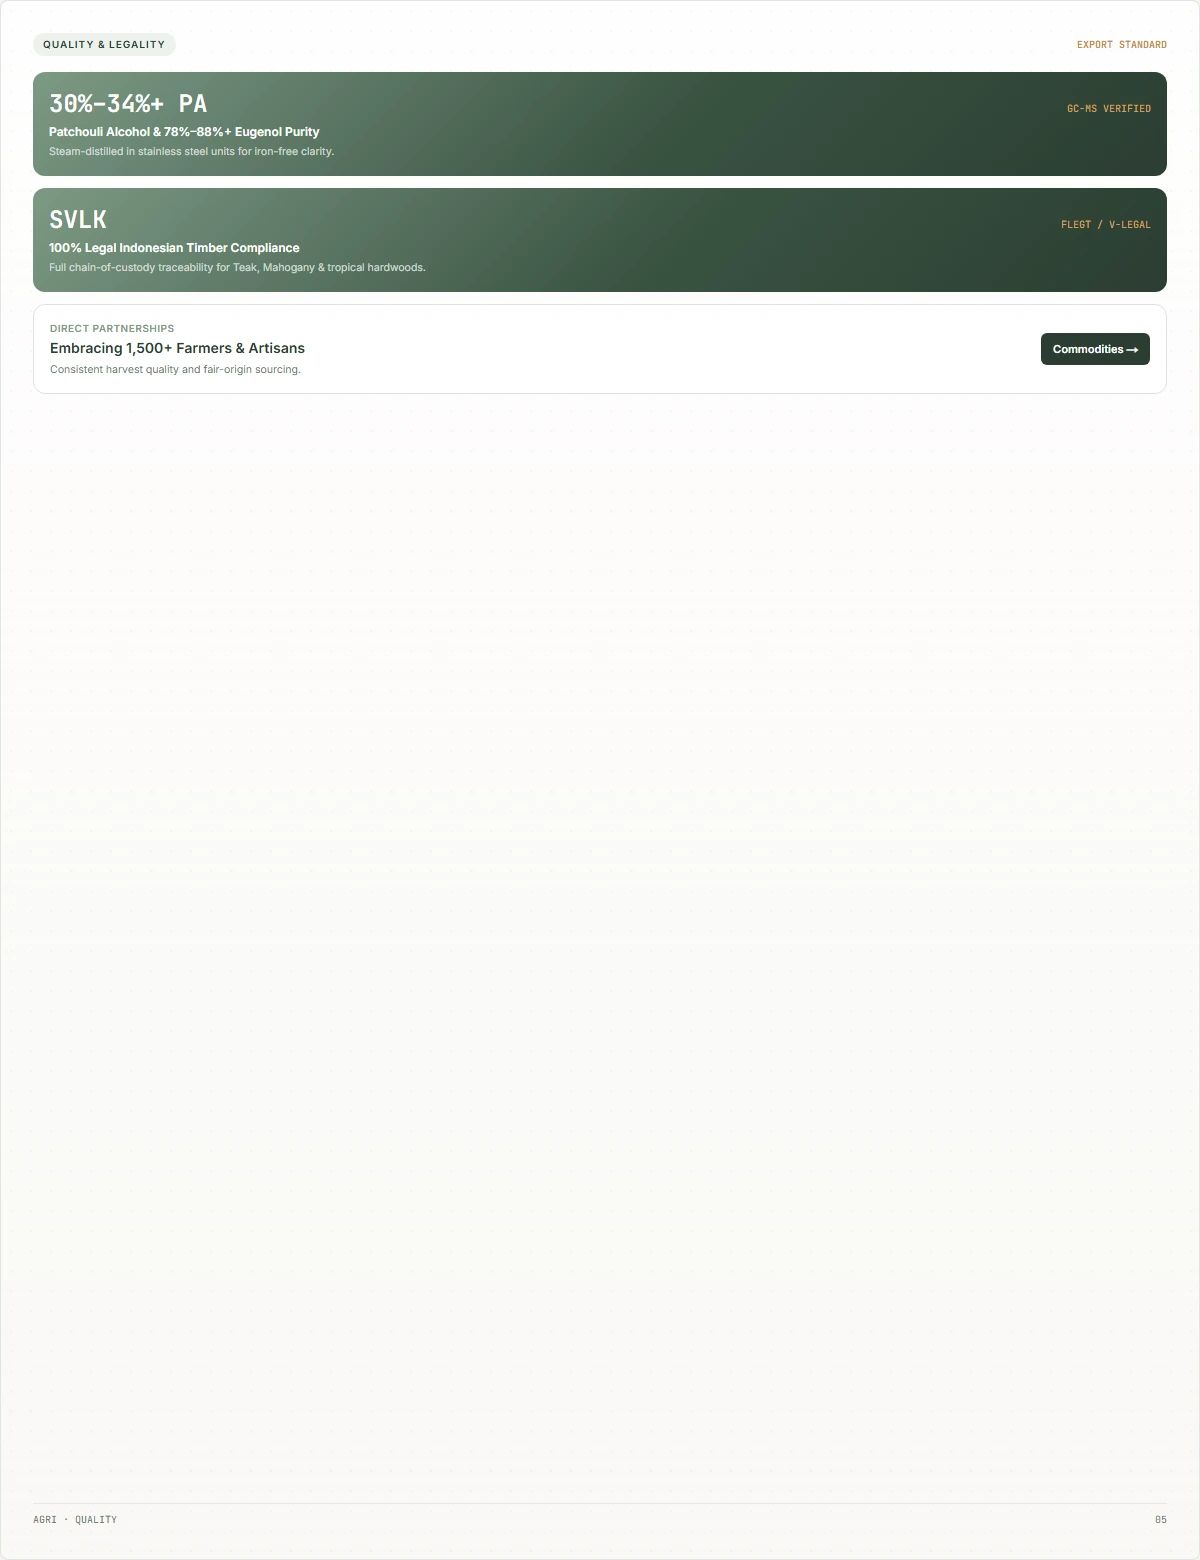 QUALITY & LEGALITY
EXPORT STANDARD
30%–34%+ PA
GC-MS VERIFIED
Patchouli Alcohol & 78%–88%+ Eugenol Purity
Steam-distilled in stainless steel units for iron-free clarity.
SVLK
FLEGT / V-LEGAL
100% Legal Indonesian Timber Compliance
Full chain-of-custody traceability for Teak, Mahogany & tropical hardwoods.
DIRECT PARTNERSHIPS
Embracing 1,500+ Farmers & Artisans
Consistent harvest quality and fair-origin sourcing.
Commodities →
AGRI · QUALITY
05